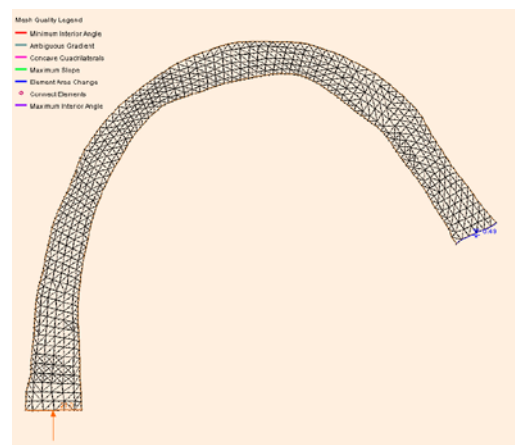 Mesh Quality Legend
Minimum Interior Angle
Ambiguous Gradient
Concave Quadrilaterals
Maximum Slope
Element Area Change
Connect Elements
Maximum Interior Angle